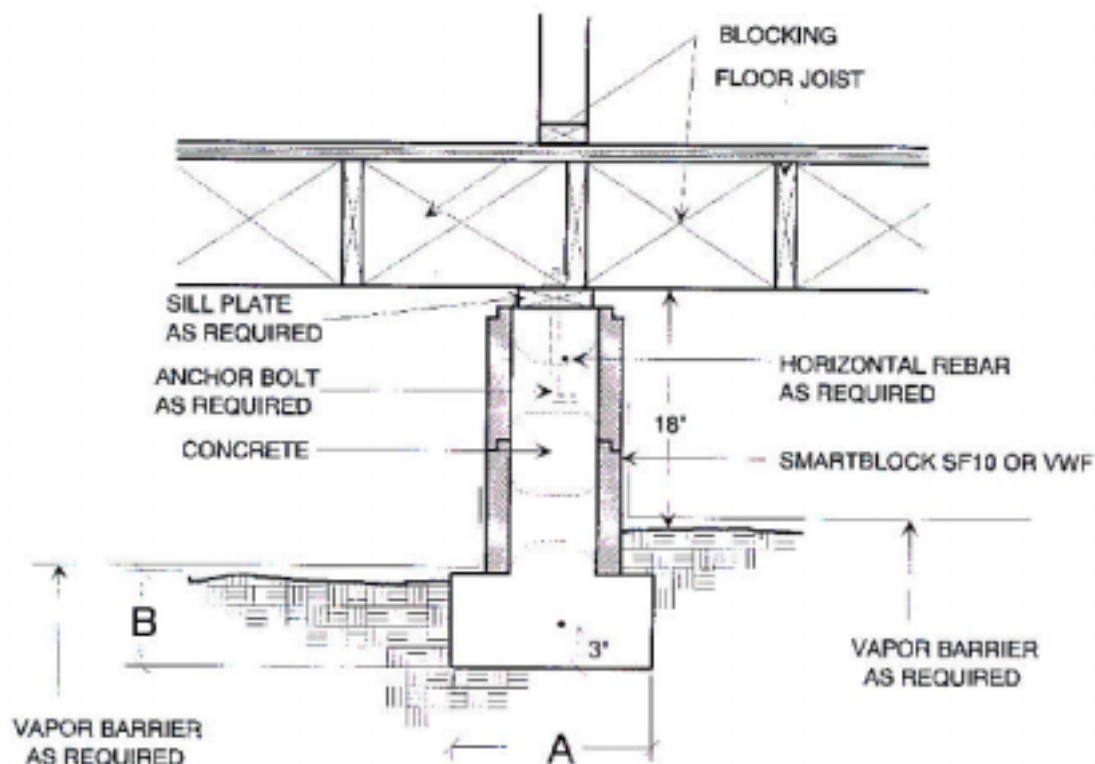 BLOCKING
FLOOR JOIST
SILL PLATE
AS REQUIRED
ANCHOR BOLT
AS REQUIRED
CONCRETE
HORIZONTAL REBAR
AS REQUIRED
18"
SMARTBLOCK SF10 OR VWF
B
3"
VAPOR BARRIER
AS REQUIRED
VAPOR BARRIER
AS REQUIRED
A